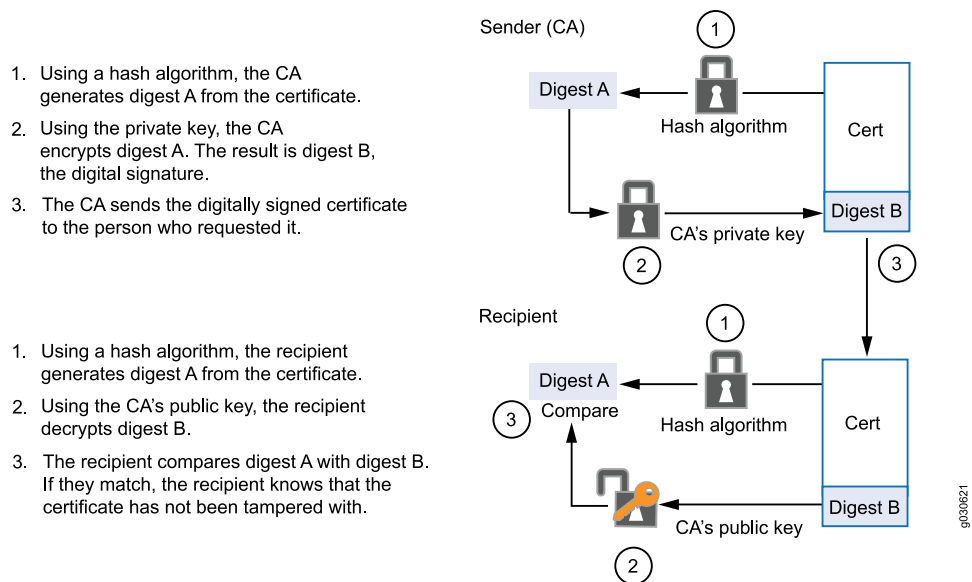 Sender (CA)
1
1. Using a hash algorithm, the CA
generates digest A from the certificate.
2. Using the private key, the CA
encrypts digest A. The result is digest B,
the digital signature.
3. The CA sends the digitally signed certificate
to the person who requested it.
Digest A
Hash algorithm
Cert
Digest B
CA's private key
2
3
Recipient
1
1. Using a hash algorithm, the recipient
generates digest A from the certificate.
2. Using the CA's public key, the recipient
decrypts digest B.
3. The recipient compares digest A with digest B.
If they match, the recipient knows that the
certificate has not been tampered with.
Digest A
3
Compare
Hash algorithm
Cert
Digest B
CA's public key
2
g030621